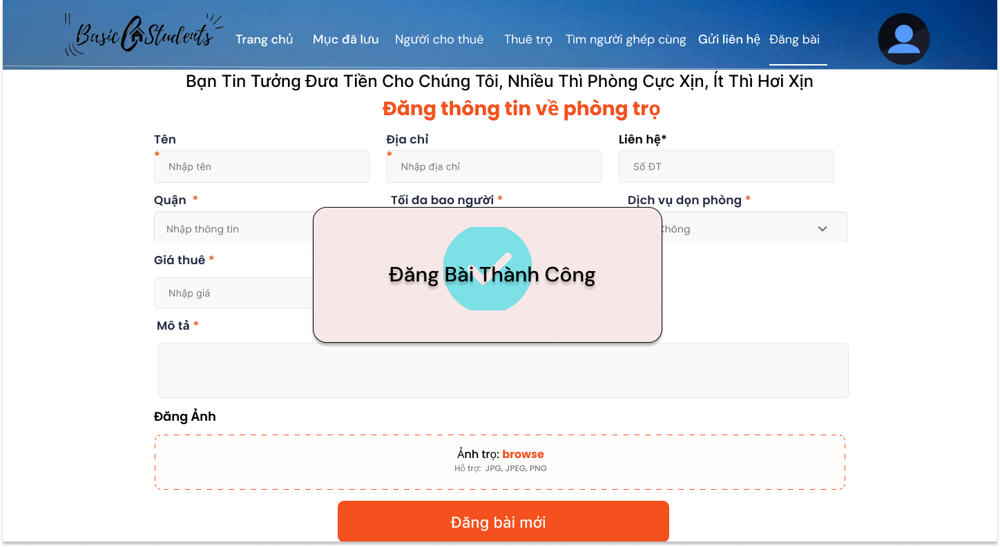 Basic Students
Trang chủ Mục đã lưu Người cho thuê Thuê trọ Tìm người ghép cùng Gửi liên hệ Đăng bài
Bạn Tin Tưởng Đưa Tiền Cho Chúng Tôi, Nhiều Thì Phòng Cực Xịn, Ít Thì Hơi Xịn
Đăng thông tin về phòng trọ
Tên Địa chỉ Liên hệ*
* *
Nhập tên Nhập địa chỉ Số ĐT
Quận * Tối đa bao người * Dịch vụ dọn phòng *
Nhập thông tin Không
Giá thuê *
Đăng Bài Thành Công
Nhập giá
Mô tả *
Đăng Ảnh
Ảnh trọ: browse
Hỗ trợ: JPG, JPEG, PNG
Đăng bài mới